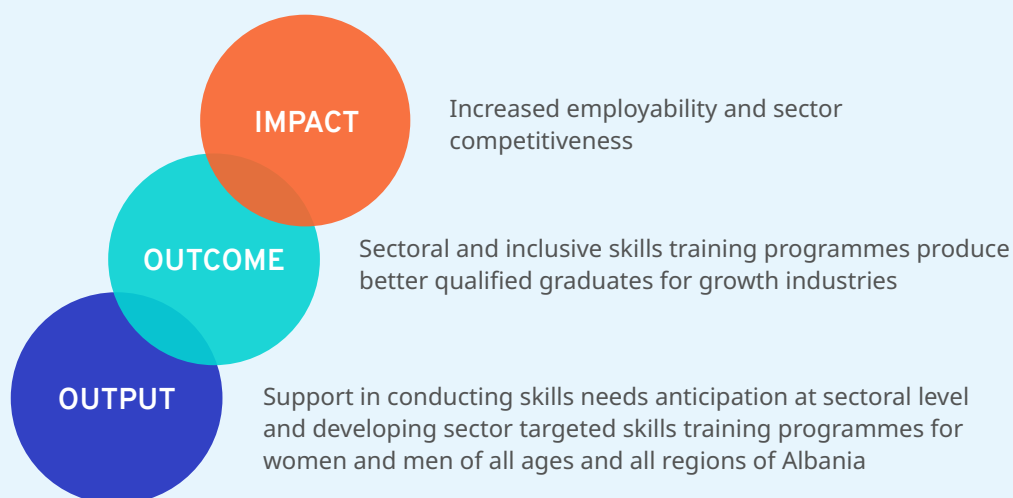 IMPACT
Increased employability and sector
competitiveness
OUTCOME
Sectoral and inclusive skills training programmes produce
better qualified graduates for growth industries
OUTPUT
Support in conducting skills needs anticipation at sectoral level
and developing sector targeted skills training programmes for
women and men of all ages and all regions of Albania